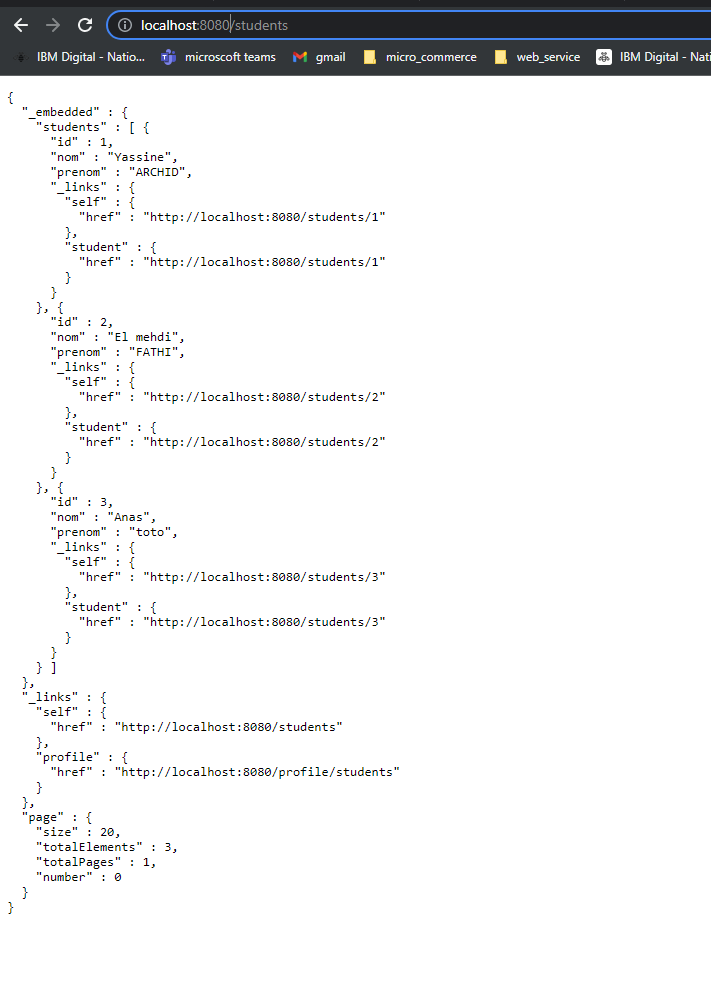 localhost:8080/students
IBM Digital - Natio... microscoft teams gmail micro_commerce web_service IBM Digital - Nati
{
  "_embedded" : {
    "students" : [ {
      "id" : 1,
      "nom" : "Yassine",
      "prenom" : "ARCHID",
      "_links" : {
        "self" : {
          "href" : "http://localhost:8080/students/1"
        },
        "student" : {
          "href" : "http://localhost:8080/students/1"
        }
      }
    }, {
      "id" : 2,
      "nom" : "El mehdi",
      "prenom" : "FATHI",
      "_links" : {
        "self" : {
          "href" : "http://localhost:8080/students/2"
        },
        "student" : {
          "href" : "http://localhost:8080/students/2"
        }
      }
    }, {
      "id" : 3,
      "nom" : "Anas",
      "prenom" : "toto",
      "_links" : {
        "self" : {
          "href" : "http://localhost:8080/students/3"
        },
        "student" : {
          "href" : "http://localhost:8080/students/3"
        }
      }
    } ]
  },
  "_links" : {
    "self" : {
      "href" : "http://localhost:8080/students"
    },
    "profile" : {
      "href" : "http://localhost:8080/profile/students"
    }
  },
  "page" : {
    "size" : 20,
    "totalElements" : 3,
    "totalPages" : 1,
    "number" : 0
  }
}